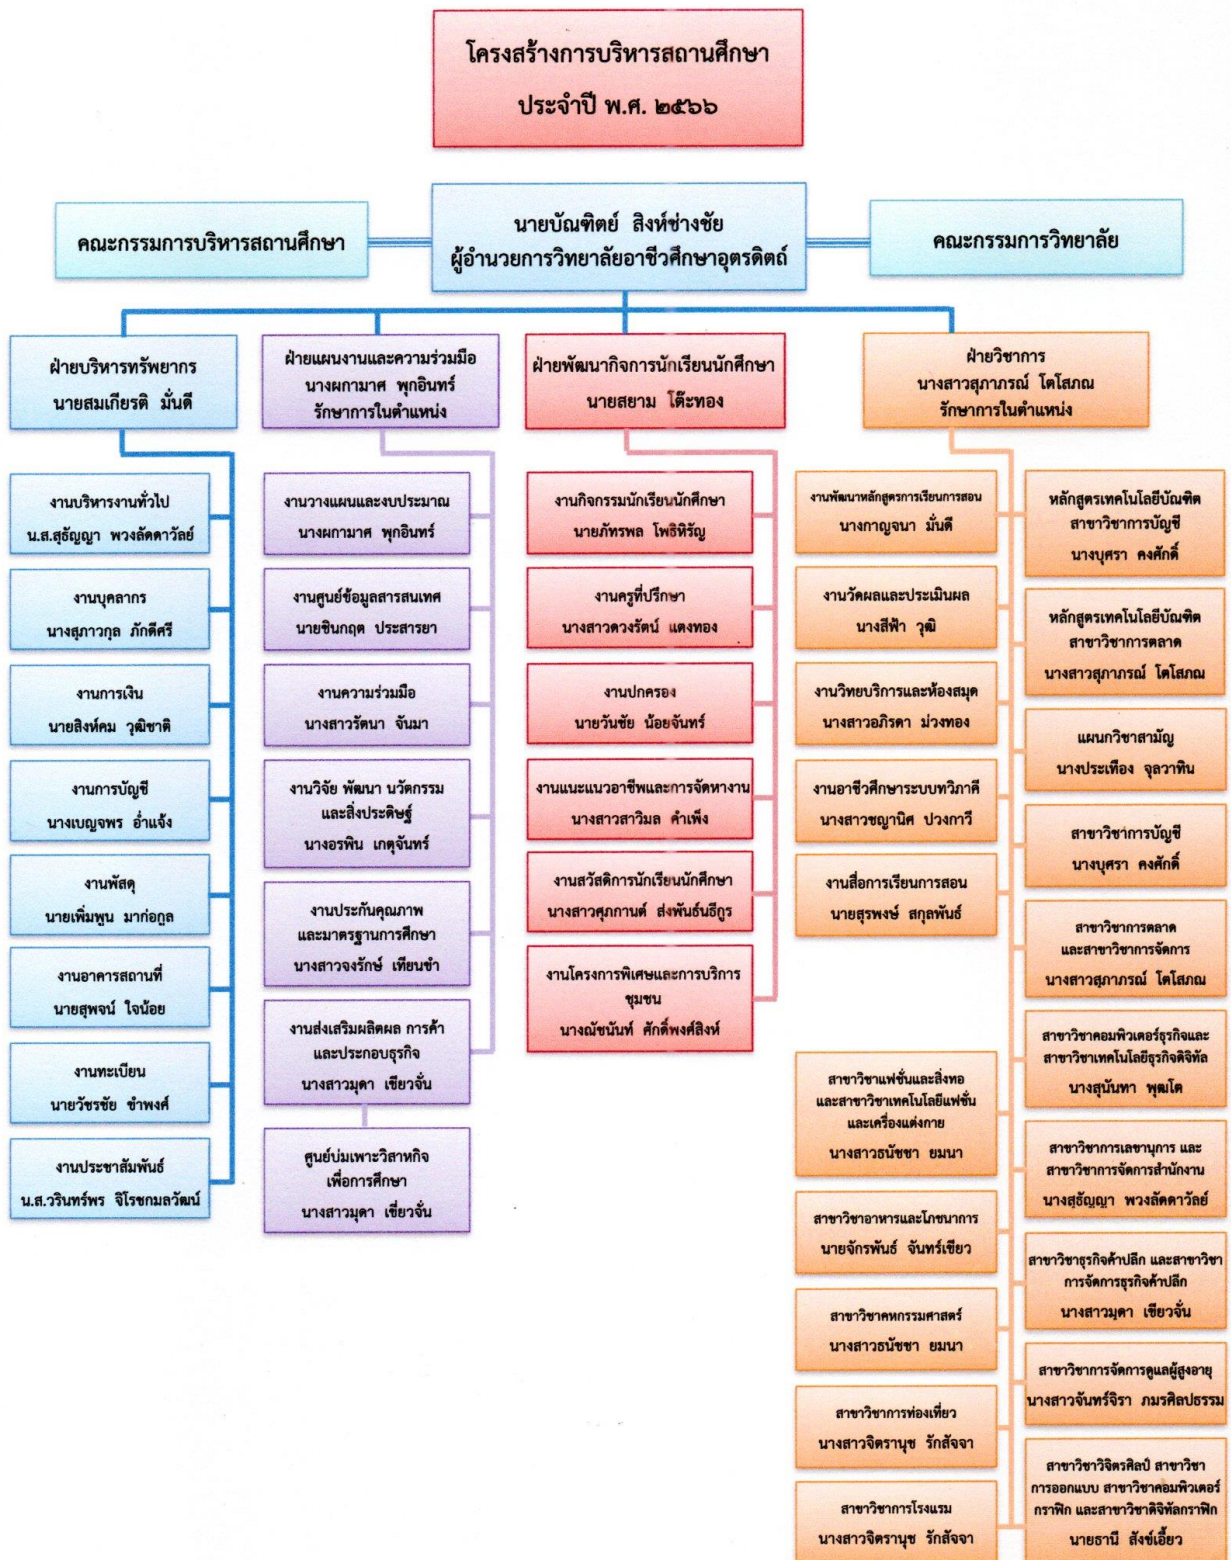 โครงสร้างการบริหารสถานศึกษา
ประจำปี พ.ศ. ๒๕๖๖
คณะกรรมการบริหารสถานศึกษา
นายบัณฑิตย์ สิงห์ช่างชัย
ผู้อำนวยการวิทยาลัยอาชีวศึกษาอุตรดิตถ์
คณะกรรมการวิทยาลัย
ฝ่ายบริหารทรัพยากร
นายสมเกียรติ มั่นดี
งานบริหารงานทั่วไป
น.ส.สุธัญญา พวงลัดดาวัลย์
งานบุคลากร
นางสุภาวกุล ภักดีศรี
งานการเงิน
นายสิงห์คม วุฒิชาติ
งานการบัญชี
นางเบญจพร อ่ำแจ้ง
งานพัสดุ
นายเพิ่มพูน มาก่อกูล
งานอาคารสถานที่
นายสุพจน์ ใจน้อย
งานทะเบียน
นายวัชรชัย ขำพงศ์
งานประชาสัมพันธ์
น.ส.วรินทร์พร จิโรชกมลวัฒน์
ฝ่ายแผนงานและความร่วมมือ
นางผกามาศ พุกอินทร์
รักษาการในตำแหน่ง
งานวางแผนและงบประมาณ
นางผกามาศ พุกอินทร์
งานศูนย์ข้อมูลสารสนเทศ
นายชินกฤต ประสารยา
งานความร่วมมือ
นางสาวรัตนา จันมา
งานวิจัย พัฒนา นวัตกรรม
และสิ่งประดิษฐ์
นางอรพิน เกตุจันทร์
งานประกันคุณภาพ
และมาตรฐานการศึกษา
นางสาวจงรักษ์ เทียนขำ
งานส่งเสริมผลิตผล การค้า
และประกอบธุรกิจ
นางสาวมุดา เขียวจั่น
ศูนย์บ่มเพาะวิสาหกิจ
เพื่อการศึกษา
นางสาวมุดา เขี่ยวจั่น
ฝ่ายพัฒนากิจการนักเรียนนักศึกษา
นายสยาม โต๊ะทอง
งานกิจกรรมนักเรียนนักศึกษา
นายภัทรพล โพธิหิรัญ
งานครูที่ปรึกษา
นางสาวดวงรัตน์ แตงทอง
งานปกครอง
นายวันชัย น้อยจันทร์
งานแนะแนวอาชีพและการจัดหางาน
นางสาวสาวิมล คำเพ็ง
งานสวัสดิการนักเรียนนักศึกษา
นางสาวศุภกานต์ ส่งพันธ์นธีกูร
งานโครงการพิเศษและการบริการ
ชุมชน
นางณัชนันท์ ศักดิ์พงศ์สิงห์
ฝ่ายวิชาการ
นางสาวสุภาภรณ์ โตโสภณ
รักษาการในตำแหน่ง
งานพัฒนาหลักสูตรการเรียนการสอน
นางกาญจนา มั่นดี
งานวัดผลและประเมินผล
นางสีฟ้า วุฒิ
งานวิทยบริการและห้องสมุด
นางสาวอภิรดา ม่วงทอง
งานอาชีวศึกษาระบบทวิภาคี
นางสาวชญานิศ ปวงกาวี
งานสื่อการเรียนการสอน
นายสุรพงษ์ สกุลพันธ์
สาขาวิชาแฟชั่นและสิ่งทอ
และสาขาวิชาเทคโนโลยีแฟชั่น
และเครื่องแต่งกาย
นางสาวธนัชชา ยมนา
สาขาวิชาอาหารและโภชนาการ
นายจักรพันธ์ จันทร์เขียว
สาขาวิชาคหกรรมศาสตร์
นางสาวธนัชชา ยมนา
สาขาวิชาการท่องเที่ยว
นางสาวจิตรานุช รักสัจจา
สาขาวิชาการโรงแรม
นางสาวจิตรานุช รักสัจจา
หลักสูตรเทคโนโลยีบัณฑิต
สาขาวิชาการบัญชี
นางบุศรา คงศักดิ์
หลักสูตรเทคโนโลยีบัณฑิต
สาขาวิชาการตลาด
นางสาวสุภาภรณ์ โตโสภณ
แผนกวิชาสามัญ
นางประเทือง จุลวาทิน
สาขาวิชาการบัญชี
นางบุศรา คงศักดิ์
สาขาวิชาการตลาด
และสาขาวิชาการจัดการ
นางสาวสุภาภรณ์ โตโสภณ
สาขาวิชาคอมพิวเตอร์ธุรกิจและ
สาขาวิชาเทคโนโลยีธุรกิจดิจิทัล
นางสุนันทา พุฒโต
สาขาวิชาการเลขานุการ และ
สาขาวิชาการจัดการสำนักงาน
นางสุธัญญา พวงลัดดาวัลย์
สาขาวิชาธุรกิจค้าปลีก และสาขาวิชา
การจัดการธุรกิจค้าปลีก
นางสาวมุดา เขียวจั่น
สาขาวิชาการจัดการดูแลผู้สูงอายุ
นางสาวจันทร์จิรา ภมรศิลปธรรม
สาขาวิชาวิจิตรศิลป์ สาขาวิชา
การออกแบบ สาขาวิชาคอมพิวเตอร์
กราฟิก และสาขาวิชาดิจิทัลกราฟิก
นายธานี สังข์เอี้ยว